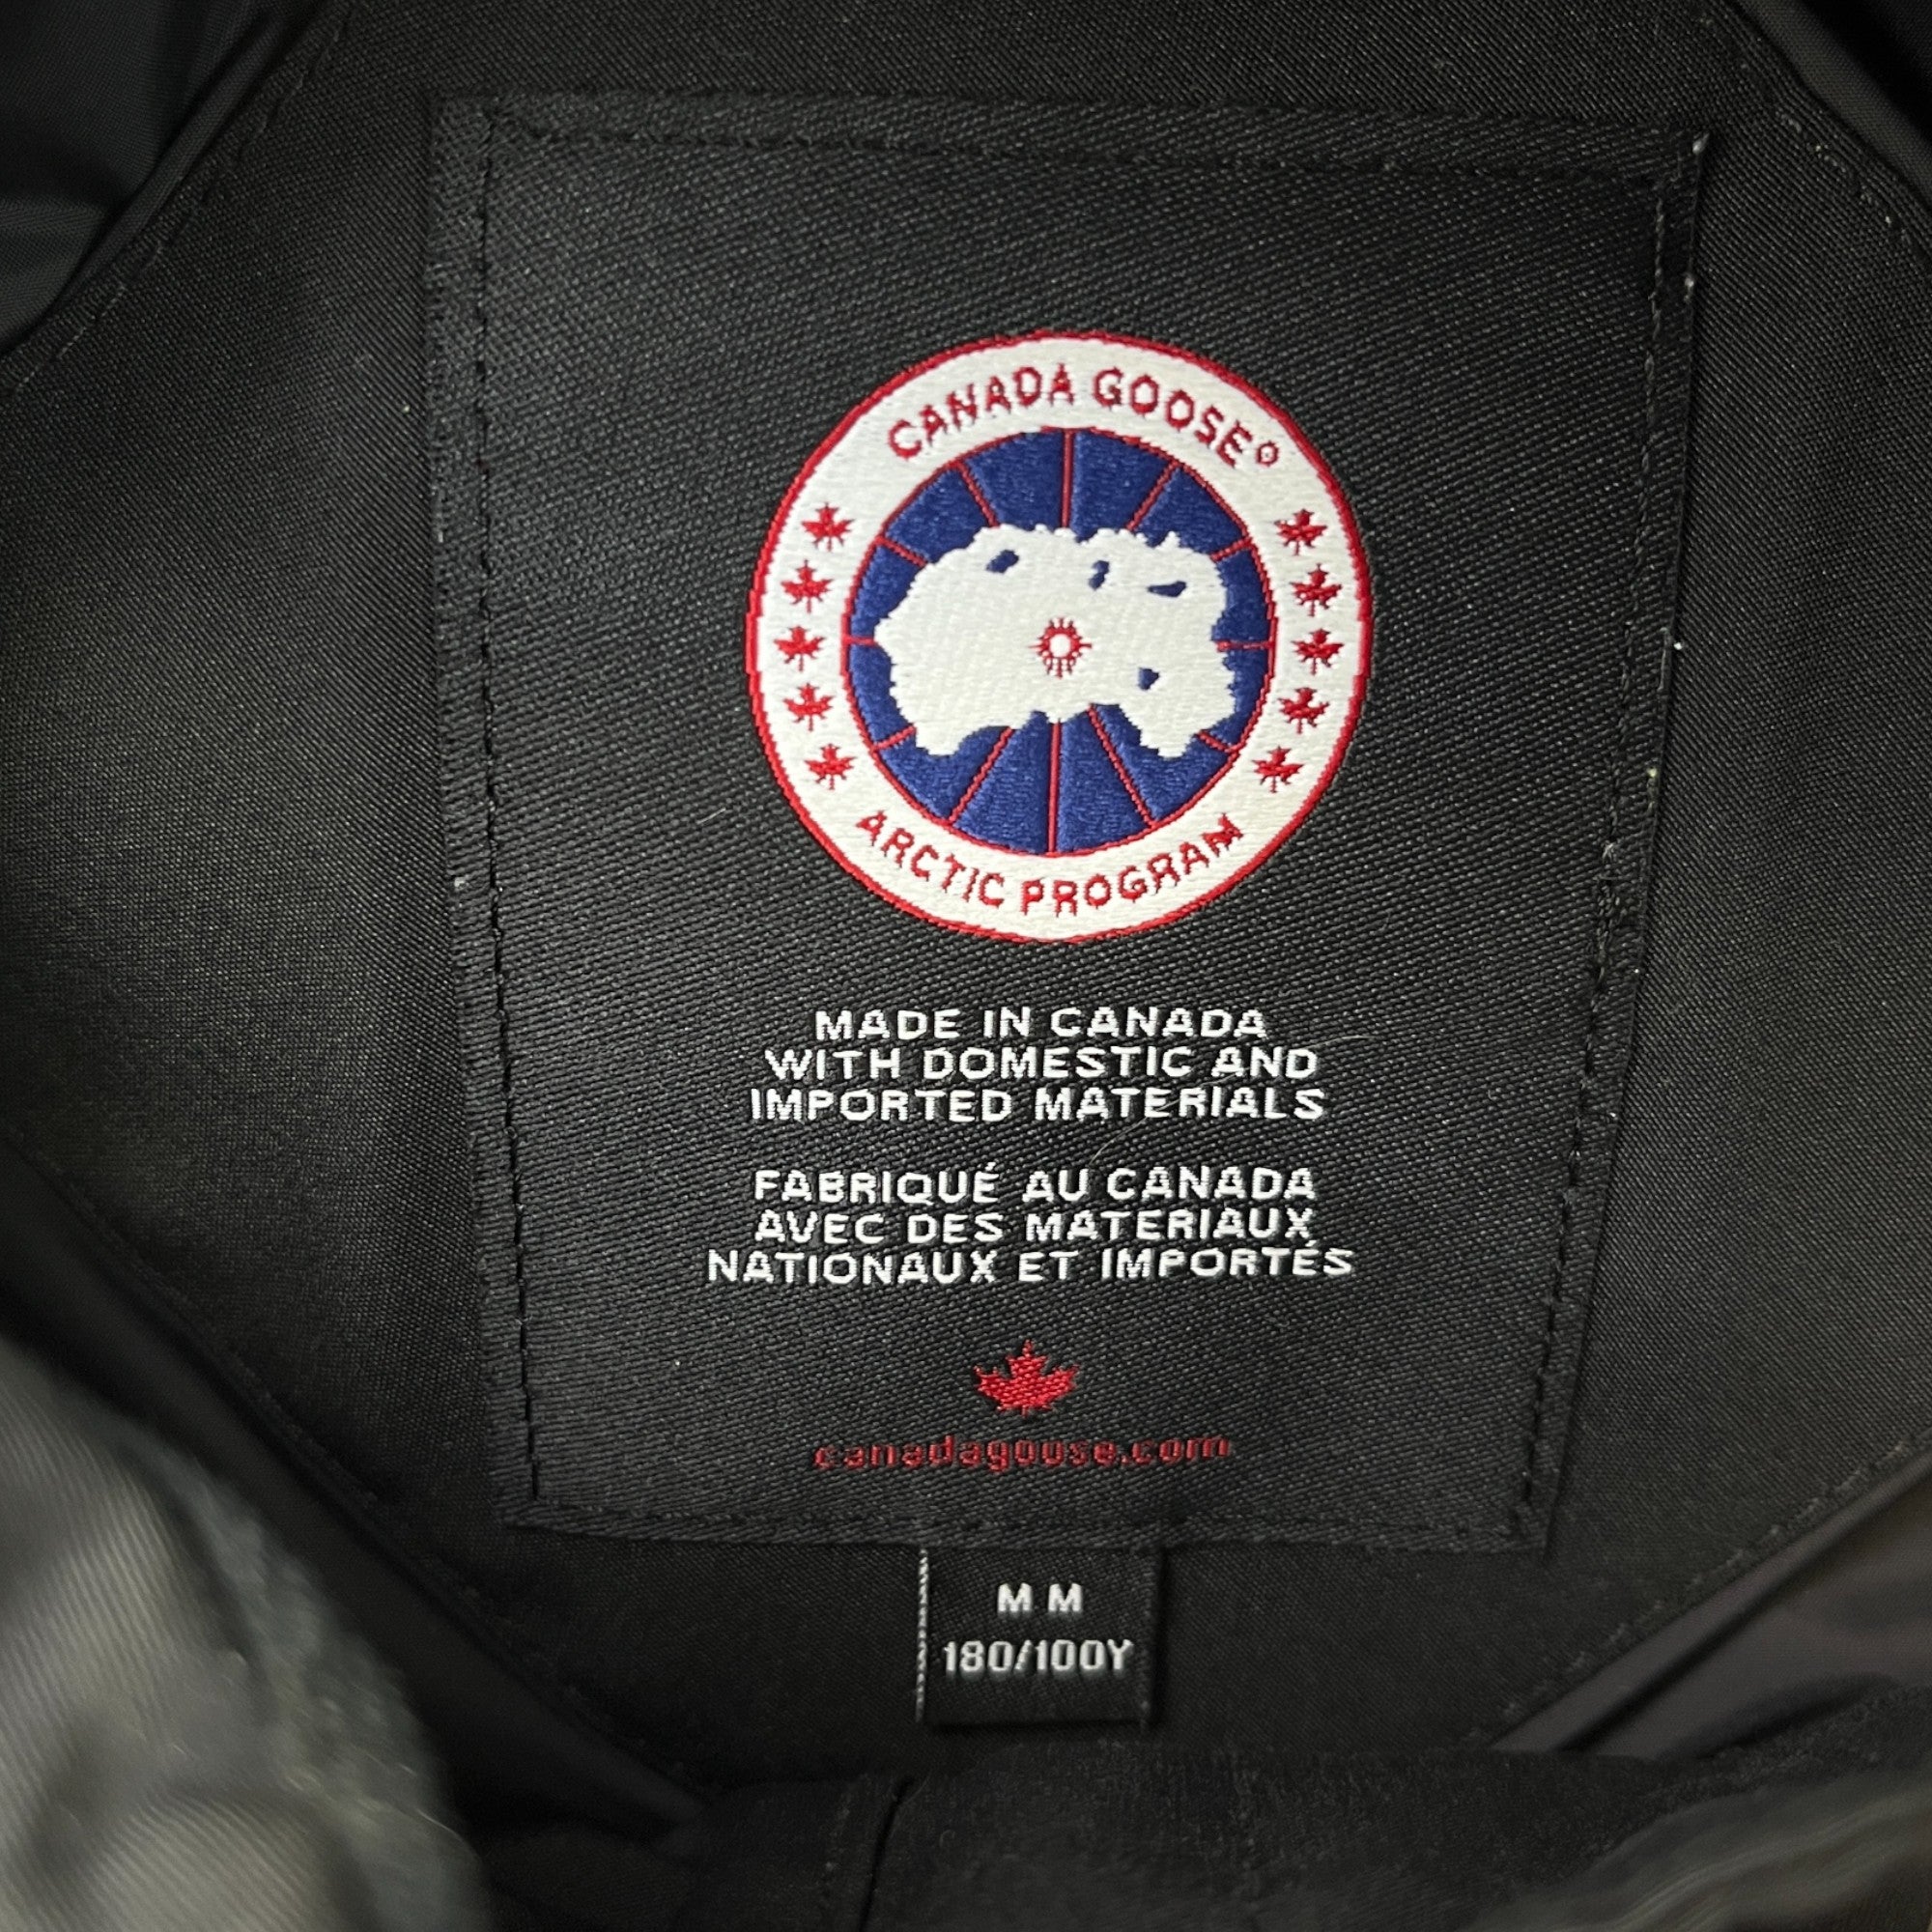 CANADA GOOSE®
ARCTIC PROGRAM
MADE IN CANADA
WITH DOMESTIC AND
IMPORTED MATERIALS
FABRIQUÉ AU CANADA
AVEC DES MATERIAUX
NATIONAUX ET IMPORTÉS
canadagoose.com
M M
180/100Y